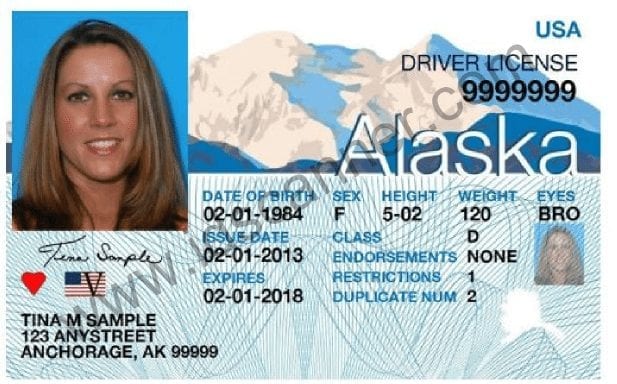 USA
DRIVER LICENSE
9999999
Alaska
DATE OF BIRTH SEX HEIGHT WEIGHT EYES
02-01-1984 F 5-02 120 BRO
ISSUE DATE CLASS D
02-01-2013 ENDORSEMENTS NONE
EXPIRES RESTRICTIONS 1
02-01-2018 DUPLICATE NUM 2
Tina Sample
V
TINA M SAMPLE
123 ANYSTREET
ANCHORAGE, AK 99999